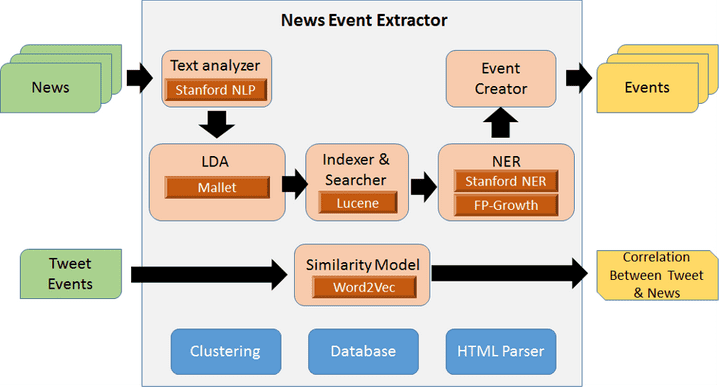 News Event Extractor
News
Text analyzer
Stanford NLP
Event
Creator
Events
LDA
Mallet
Indexer &
Searcher
Lucene
NER
Stanford NER
FP-Growth
Tweet
Events
Similarity Model
Word2Vec
Correlation
Between Tweet
& News
Clustering
Database
HTML Parser